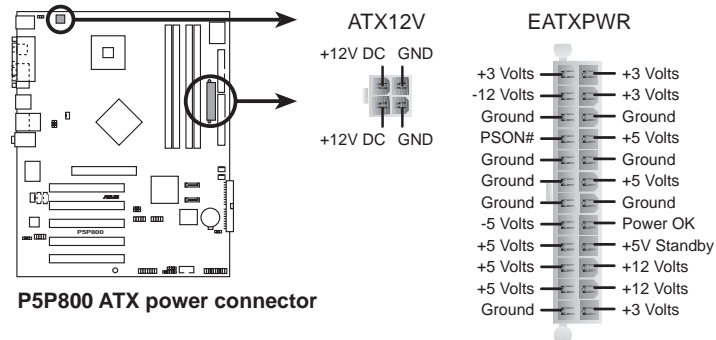 ATX12V
EATXPWR
+12V DC GND
+12V DC GND
+3 Volts +3 Volts
-12 Volts +3 Volts
Ground Ground
PSON# +5 Volts
Ground Ground
Ground +5 Volts
Ground Ground
-5 Volts Power OK
+5 Volts +5V Standby
+5 Volts +12 Volts
+5 Volts +12 Volts
Ground +3 Volts
ASUS
P5P800
P5P800 ATX power connector